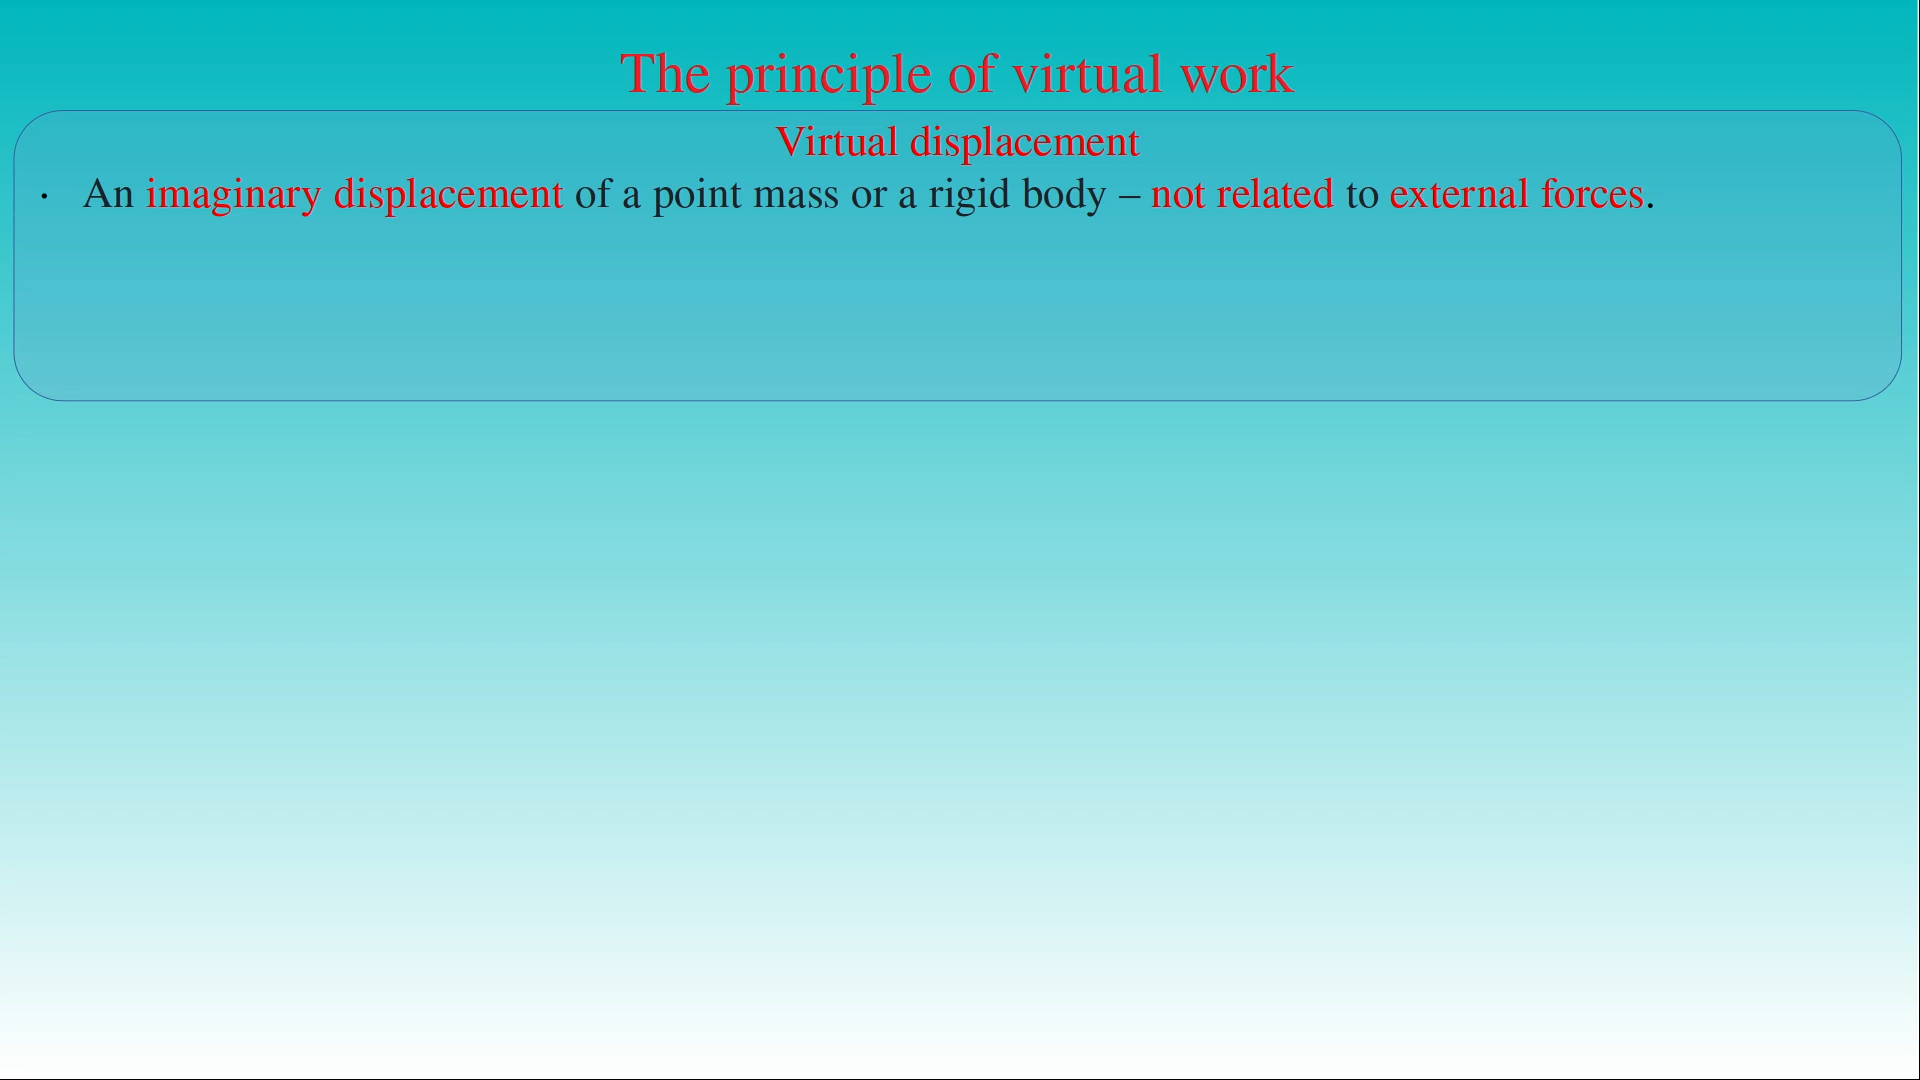 The principle of virtual work
Virtual displacement
· An imaginary displacement of a point mass or a rigid body – not related to external forces.